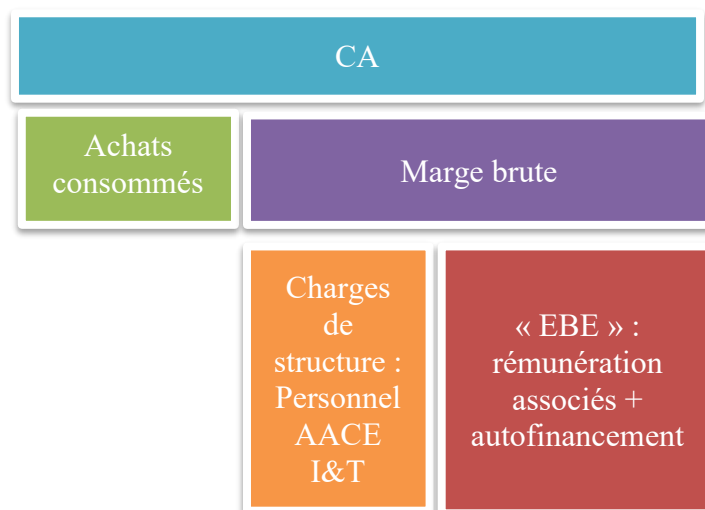 CA
Achats
consommés
Marge brute
Charges
de
structure :
Personnel
AACE
I&T
« EBE » :
rémunération
associés +
autofinancement